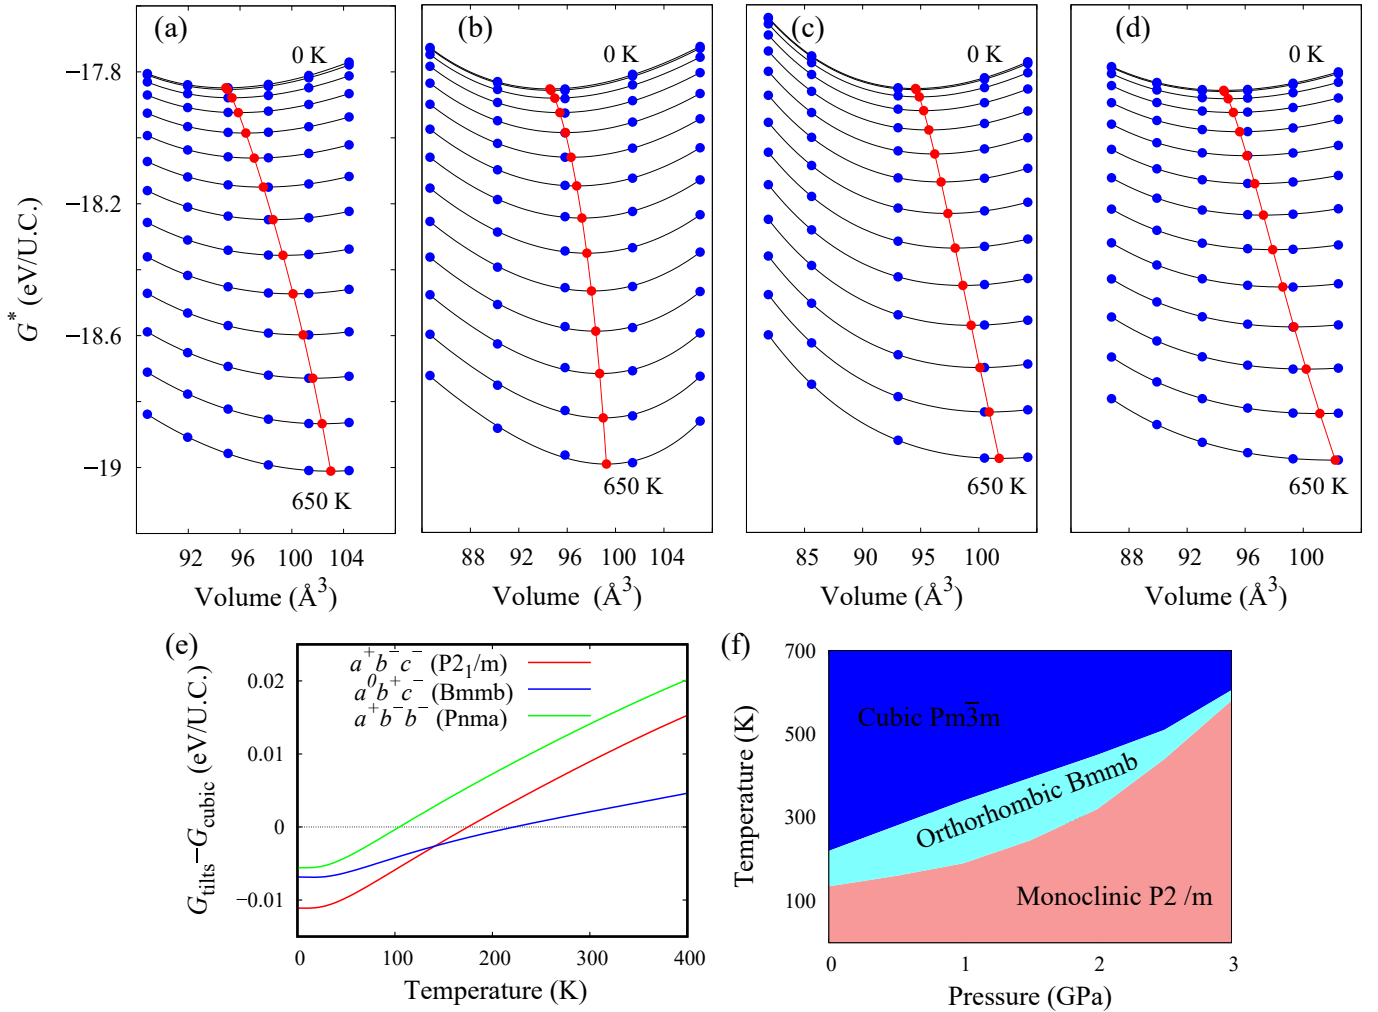 (a) (b) (c) (d)
0 K 0 K 0 K 0 K
−17.8
−18.2
−18.6
−19
G* (eV/U.C.)
650 K 650 K 650 K 650 K
92 96 100 104
88 92 96 100 104
85 90 95 100
88 92 96 100
Volume (Å³) Volume (Å³) Volume (Å³) Volume (Å³)
(e)
a⁺b⁻c⁻ (P2₁/m)
a⁰b⁺c⁻ (Bmmb)
a⁺b⁻b⁻ (Pnma)
0.02
0.01
0
−0.01
G_tilts−G_cubic (eV/U.C.)
0 100 200 300 400
Temperature (K)
(f)
700
500
300
100
Temperature (K)
Cubic Pm3̅m
Orthorhombic Bmmb
Monoclinic P2 /m
0 1 2 3
Pressure (GPa)